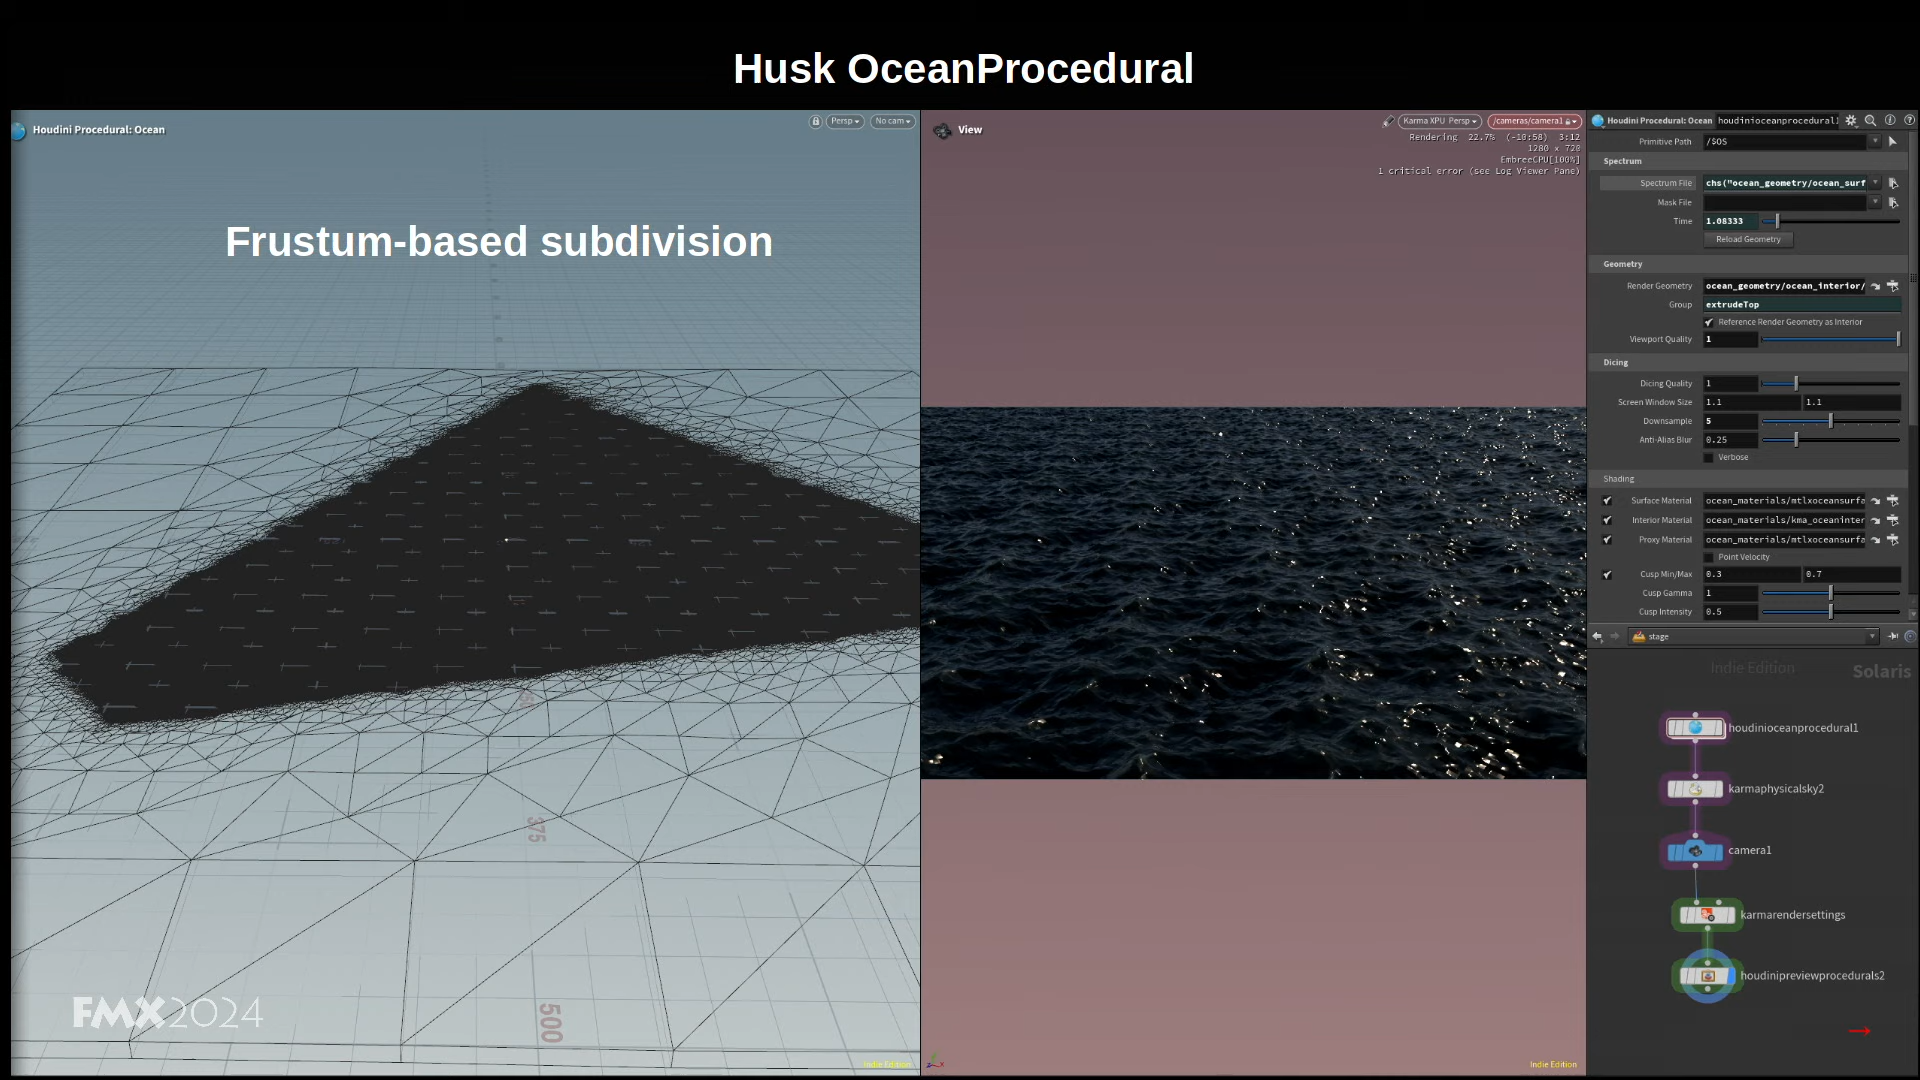 Husk OceanProcedural
Houdini Procedural: Ocean
Persp
No cam
Frustum-based subdivision
375
500
FMX2024
Indie Edition
View
Karma XPU Persp
/cameras/camera1
Rendering 22.7% (-10:58) 3:12
1280 x 720
EmbreeCPU[100%]
1 critical error (see Log Viewer Pane)
Indie Edition
Houdini Procedural: Ocean houdinioceanprocedural1
Primitive Path /$OS
Spectrum
Spectrum File chs("ocean_geometry/ocean_surf
Mask File
Time 1.08333
Reload Geometry
Geometry
Render Geometry ocean_geometry/ocean_interior/
Group extrudeTop
Reference Render Geometry as Interior
Viewport Quality 1
Dicing
Dicing Quality 1
Screen Window Size 1.1 1.1
Downsample 5
Anti-Alias Blur 0.25
Verbose
Shading
Surface Material ocean_materials/mtlxoceansurfa
Interior Material ocean_materials/kma_oceaninter
Proxy Material ocean_materials/mtlxoceansurfa
Point Velocity
Cusp Min/Max 0.3 0.7
Cusp Gamma 1
Cusp Intensity 0.5
stage
Indie Edition
Solaris
houdinioceanprocedural1
karmaphysicalsky2
camera1
karmarendersettings
houdinipreviewprocedurals2